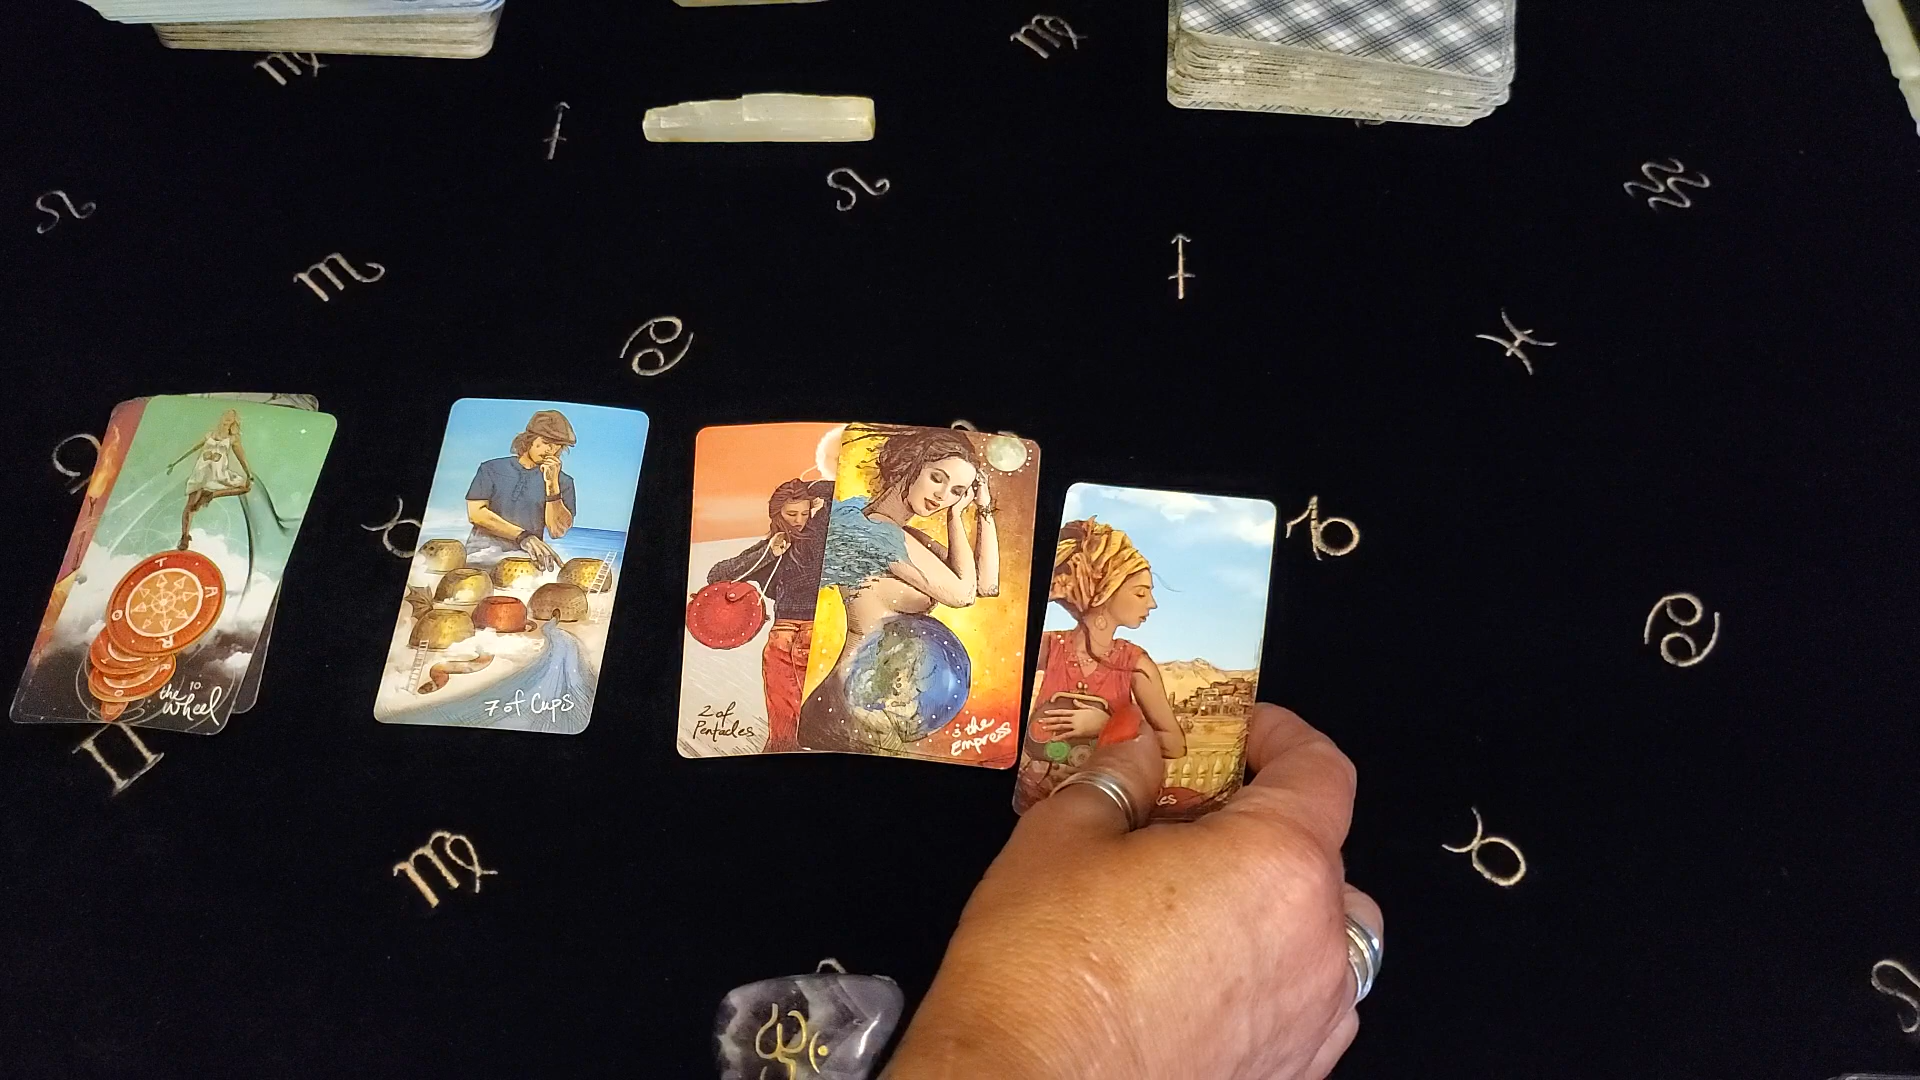 T A R O
10
the
Wheel
7 of Cups
2 of
Pentacles
3 the
Empress